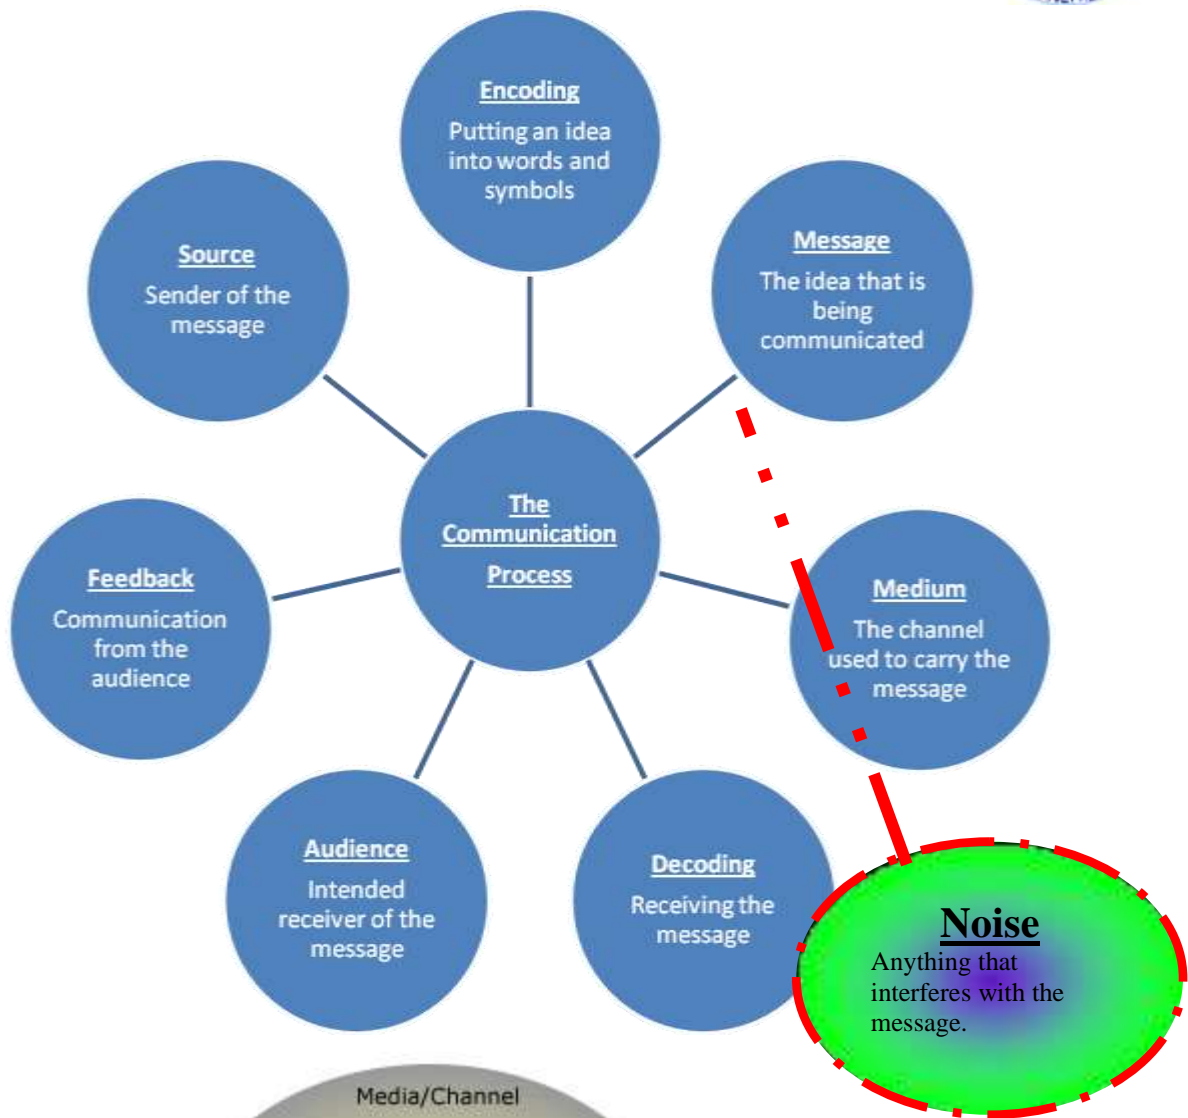 Encoding
Putting an idea
into words and
symbols
Message
The idea that is
being
communicated
Source
Sender of the
message
The
Communication
Process
Medium
The channel
used to carry the
message
Feedback
Communication
from the
audience
Audience
Intended
receiver of the
message
Decoding
Receiving the
message
Noise
Anything that
interferes with the
message.
Media/Channel